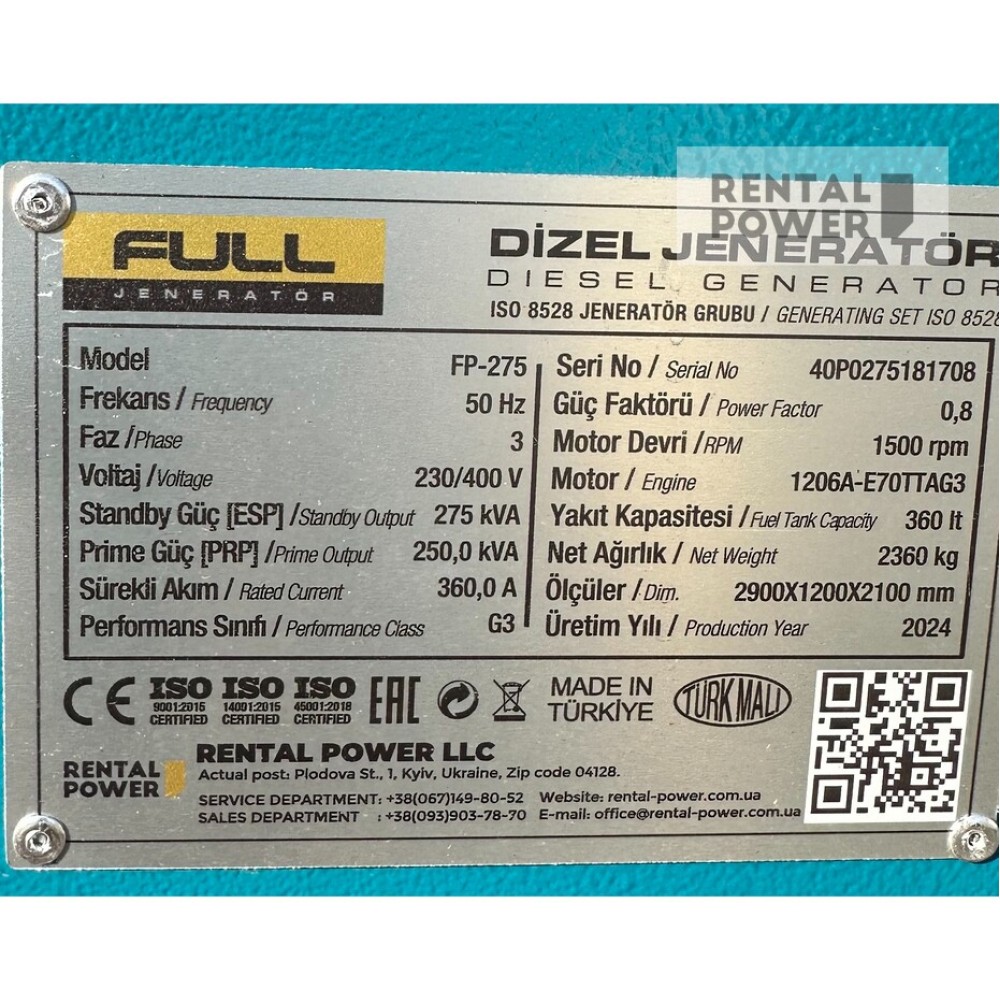 RENTAL
POWER
FULL
JENERATÖR
DİZEL JENERATÖR
DIESEL GENERATOR
ISO 8528 JENERATÖR GRUBU / GENERATING SET ISO 8528
Model FP-275
Frekans / Frequency 50 Hz
Faz / Phase 3
Voltaj / Voltage 230/400 V
Standby Güç [ESP] / Standby Output 275 kVA
Prime Güç [PRP] / Prime Output 250,0 kVA
Sürekli Akım / Rated Current 360,0 A
Performans Sınıfı / Performance Class G3
Seri No / Serial No 40P0275181708
Güç Faktörü / Power Factor 0,8
Motor Devri / RPM 1500 rpm
Motor / Engine 1206A-E70TTAG3
Yakıt Kapasitesi / Fuel Tank Capacity 360 lt
Net Ağırlık / Net Weight 2360 kg
Ölçüler / Dim. 2900X1200X2100 mm
Üretim Yılı / Production Year 2024
CE
ISO 9001:2015 CERTIFIED
ISO 14001:2015 CERTIFIED
ISO 45001:2018 CERTIFIED
EAC
MADE IN
TÜRKİYE
TÜRK MALI
RENTAL
POWER
RENTAL POWER LLC
Actual post: Plodova St., 1, Kyiv, Ukraine, Zip code 04128.
SERVICE DEPARTMENT: +38(067)149-80-52 Website: rental-power.com.ua
SALES DEPARTMENT : +38(093)903-78-70 E-mail: office@rental-power.com.ua